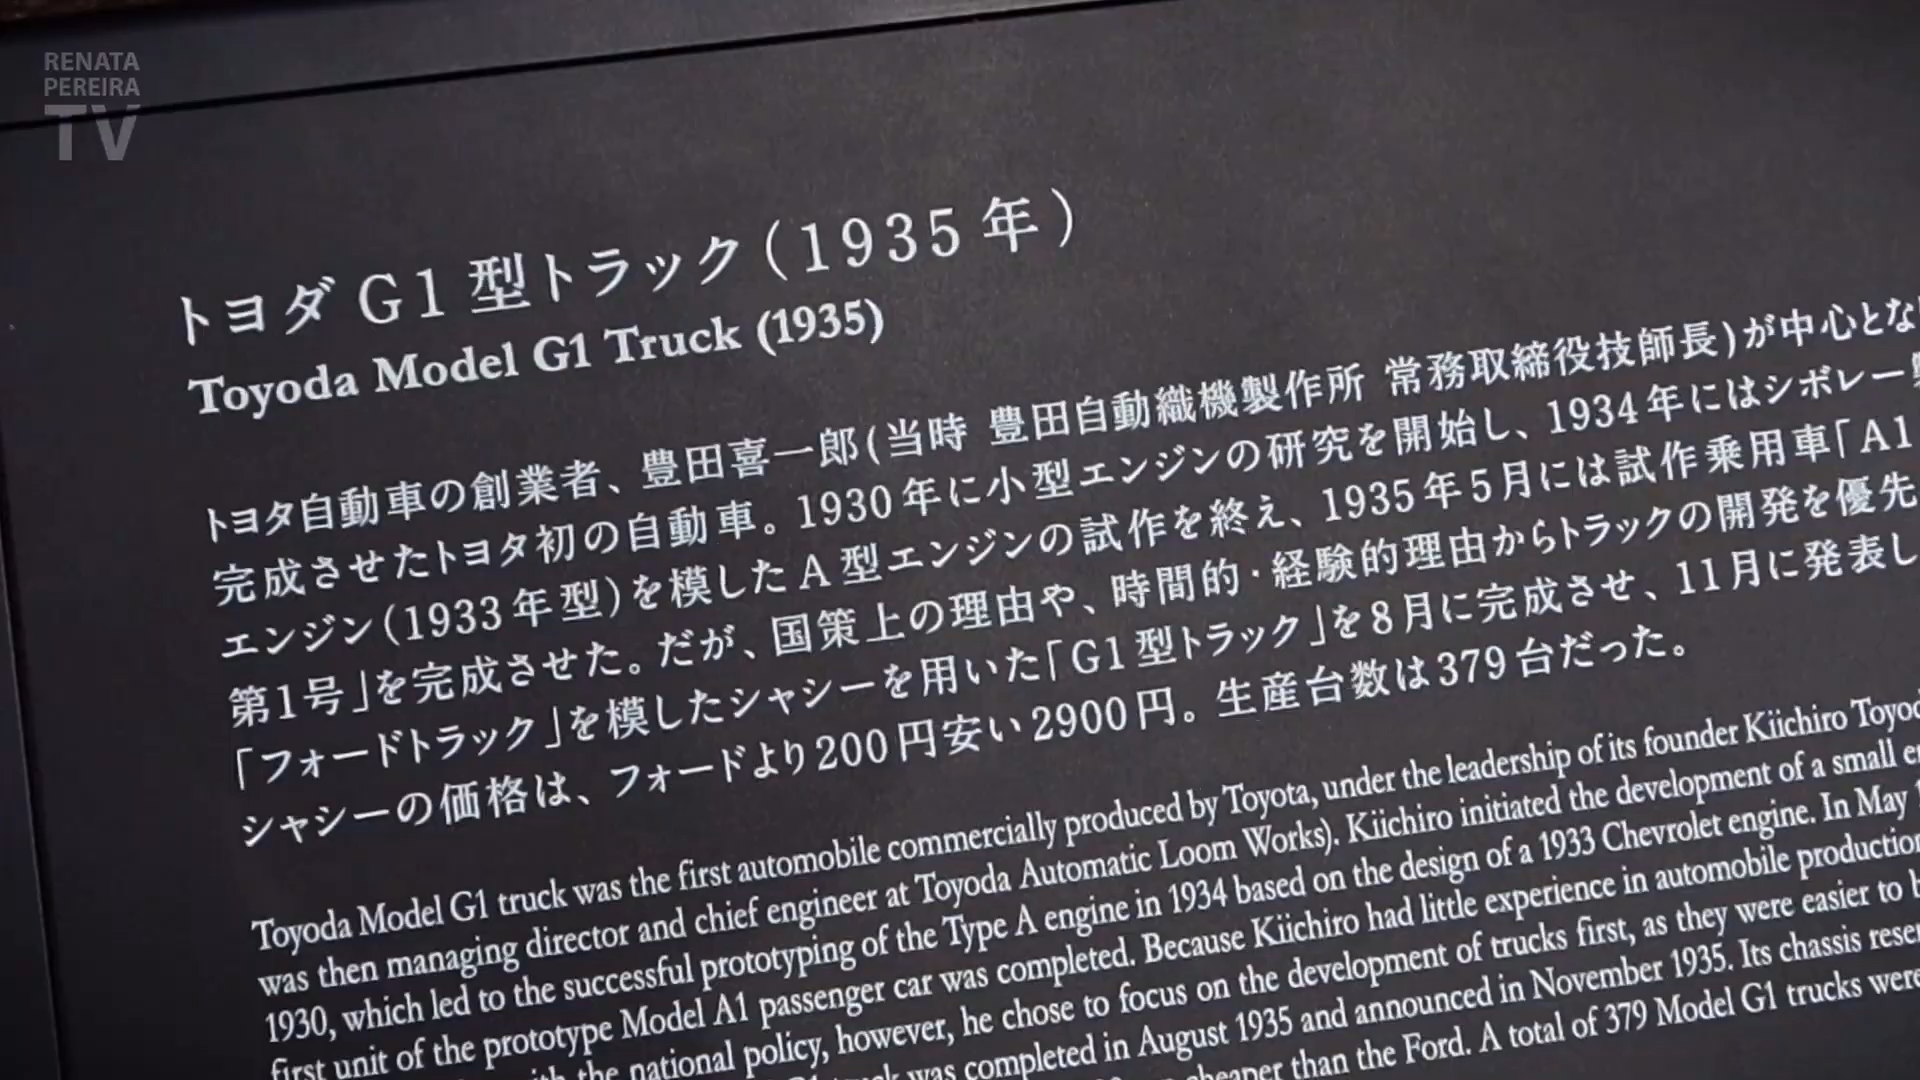 RENATA
PEREIRA
TV
トヨダ G1 型トラック(1935 年)
Toyoda Model G1 Truck (1935)
トヨタ自動車の創業者、豊田喜一郎(当時 豊田自動織機製作所 常務取締役技師長)が中心とな
完成させたトヨタ初の自動車。1930 年に小型エンジンの研究を開始し、1934 年にはシボレー
エンジン(1933 年型)を模した A 型エンジンの試作を終え、1935 年 5 月には試作乗用車「A1
第1号」を完成させた。だが、国策上の理由や、時間的・経験的理由からトラックの開発を優先
「フォードトラック」を模したシャシーを用いた「G1 型トラック」を 8 月に完成させ、11 月に発表し
シャシーの価格は、フォードより 200 円安い 2900 円。生産台数は 379 台だった。
Toyoda Model G1 truck was the first automobile commercially produced by Toyota, under the leadership of its founder Kiichiro
was then managing director and chief engineer at Toyoda Automatic Loom Works). Kiichiro initiated the development of a small
1930, which led to the successful prototyping of the Type A engine in 1934 based on the design of a 1933 Chevrolet engine. In May
first unit of the prototype Model A1 passenger car was completed. Because Kiichiro had little experience in automobile production
the national policy, however, he chose to focus on the development of trucks first, as they were easier to
was completed in August 1935 and announced in November 1935. Its chassis
cheaper than the Ford. A total of 379 Model G1 trucks were